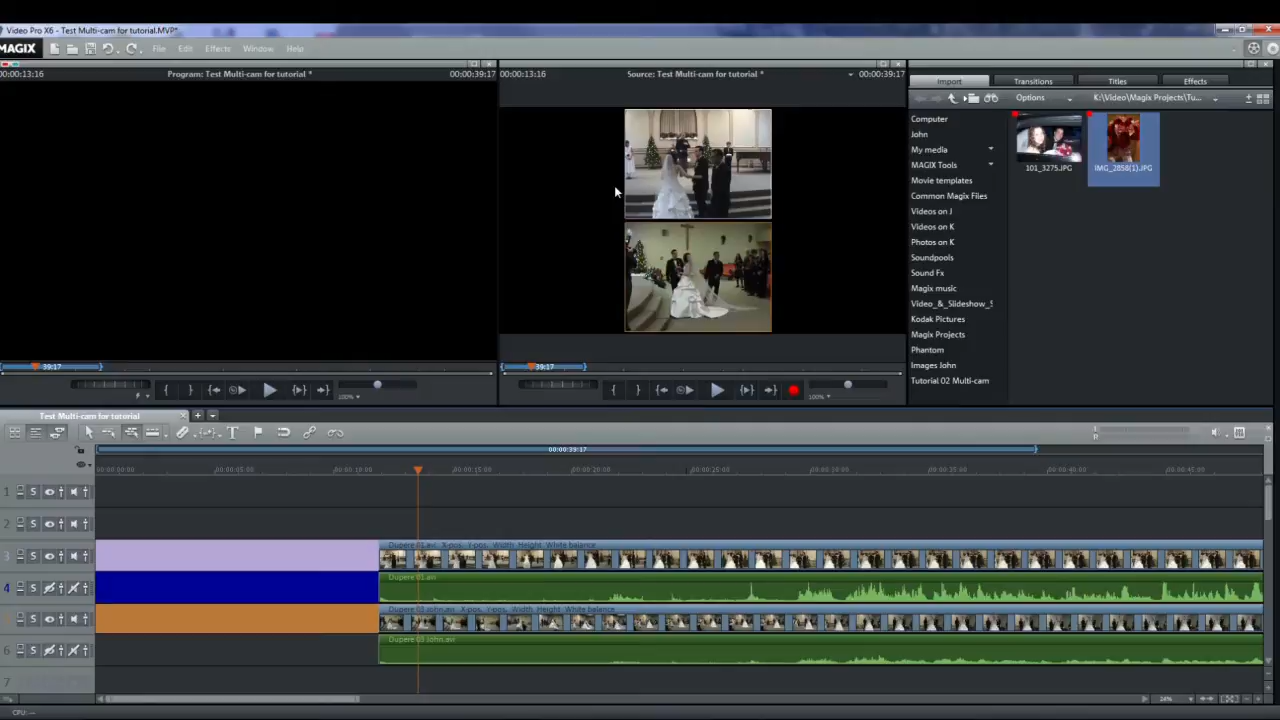 Video Pro X6 - Test Multi-cam for tutorial.MVP*
MAGIX File Edit Effects Window Help
00:00:13:16 Program: Test Multi-cam for tutorial * 00:00:39:17
00:00:13:16 Source: Test Multi-cam for tutorial * 00:00:39:17
Import Transitions Titles Effects
Options K:\Video\Magix Projects\Tu...
Computer
John
My media
MAGIX Tools
Movie templates
Common Magix Files
Videos on J
Videos on K
Photos on K
Soundpools
Sound Fx
Magix music
Video_&_Slideshow_S
Kodak Pictures
Magix Projects
Phantom
Images John
Tutorial 02 Multi-cam
101_3275.JPG IMG_2858(1).JPG
39:17 39:17
100% 100%
Test Multi-cam for tutorial
00:00:39:17
00:00:00:00 00:00:05:00 00:00:10:00 00:00:15:00 00:00:20:00 00:00:25:00 00:00:30:00 00:00:35:00 00:00:40:00 00:00:45:00
1 S
2 S
3 S Dupere 01.avi X-pos. Y-pos. Width Height White balance
4 S Dupere 01.avi
S Dupere 03 john.avi X-pos. Y-pos. Width Height White balance
6 S Dupere 03 john.avi
7
CPU: --